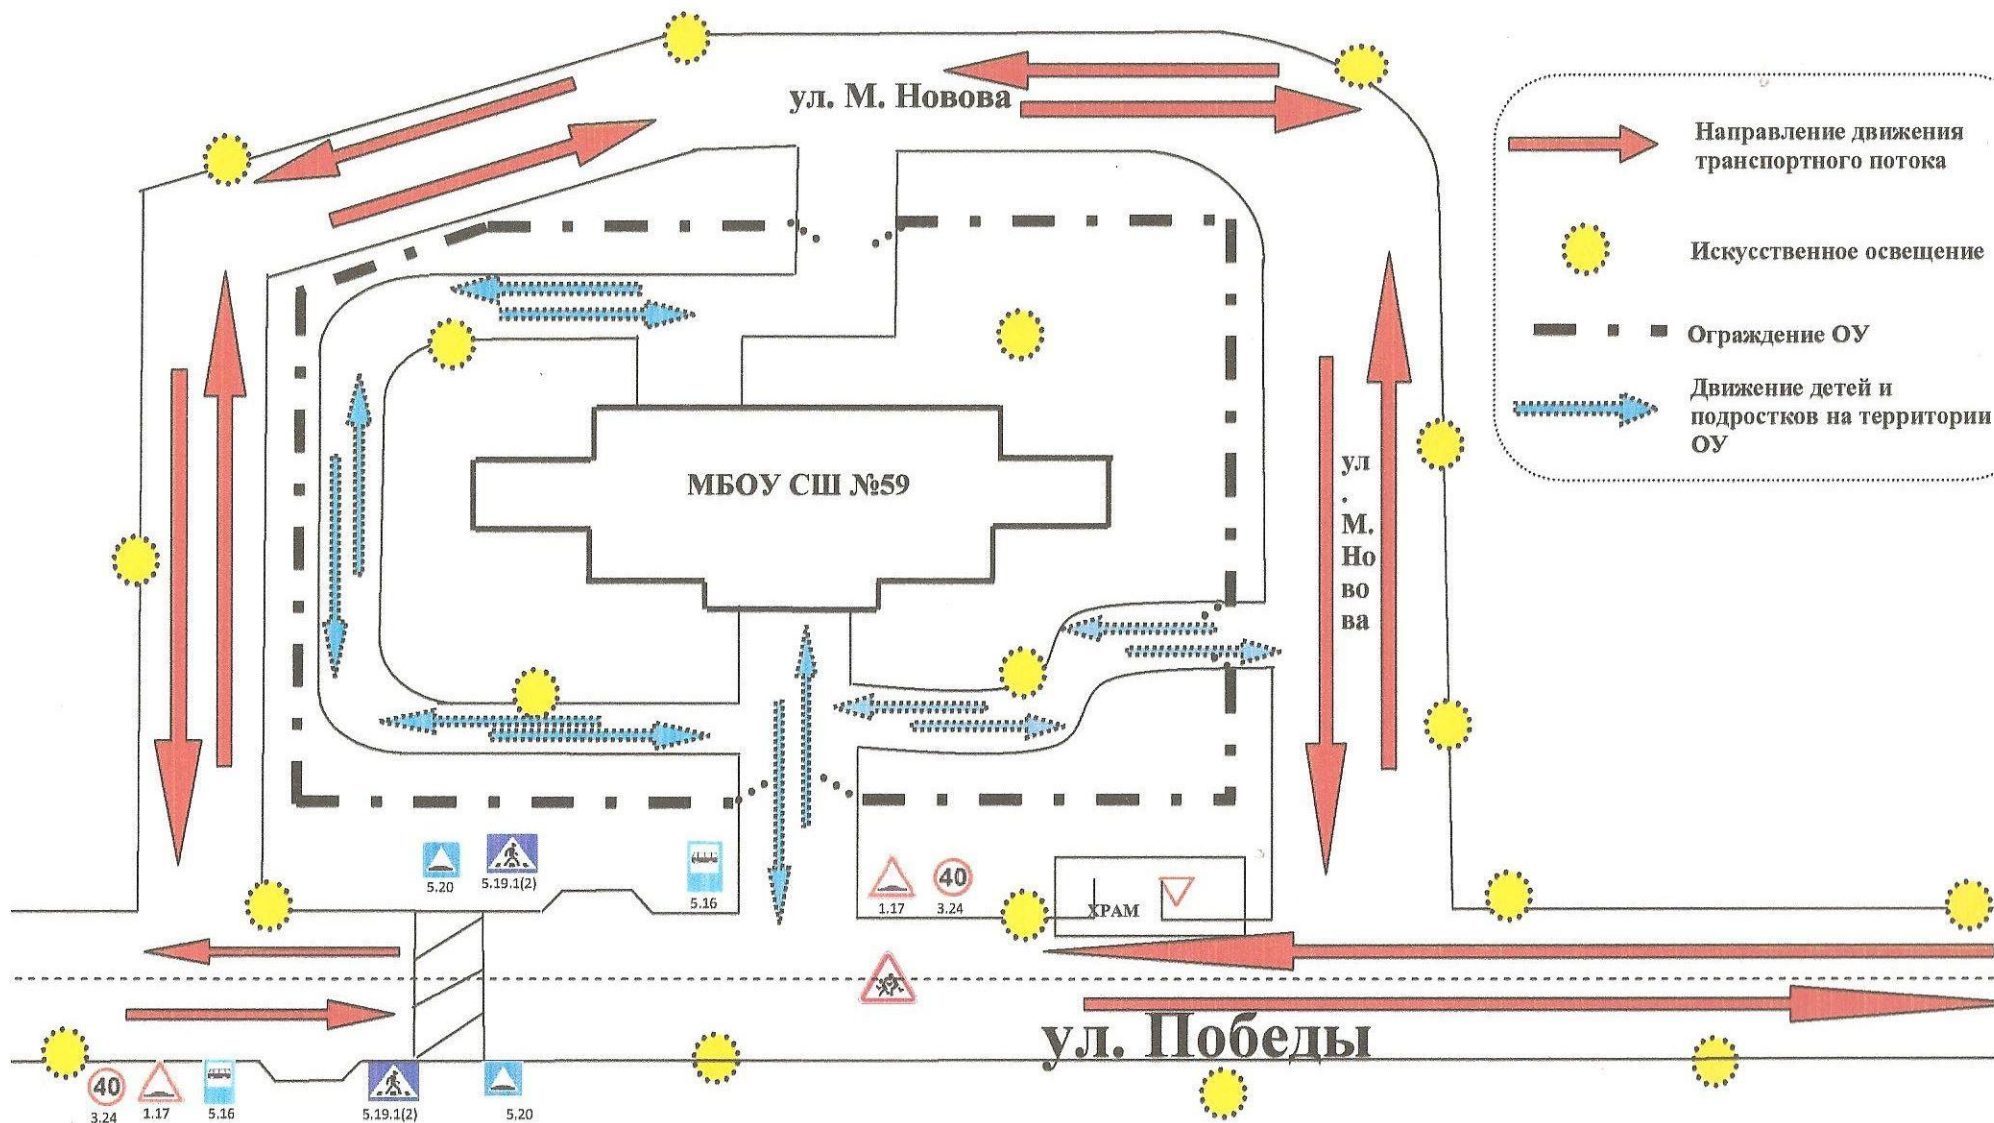 ул. М. Новова
Направление движения
транспортного потока
Искусственное освещение
Ограждение ОУ
Движение детей и
подростков на территории
ОУ
ул
.
М.
Но
во
ва
МБОУ СШ №59
5.20
5.19.1(2)
5.16
1.17
40
3.24
ХРАМ
ул. Победы
40
3.24
1.17
5.16
5.19.1(2)
5.20